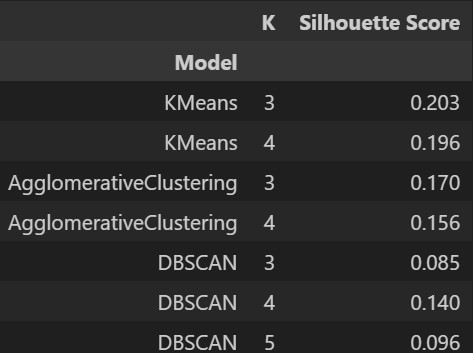 K Silhouette Score
Model
KMeans 3 0.203
KMeans 4 0.196
AgglomerativeClustering 3 0.170
AgglomerativeClustering 4 0.156
DBSCAN 3 0.085
DBSCAN 4 0.140
DBSCAN 5 0.096